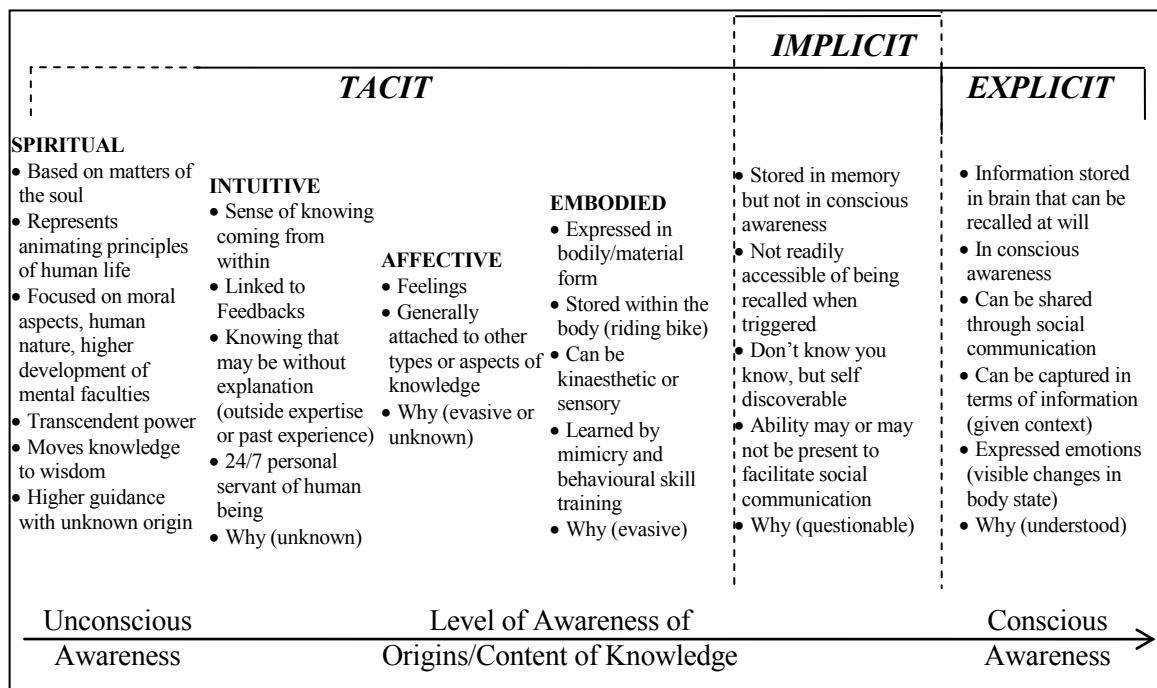 IMPLICIT
TACIT
EXPLICIT
SPIRITUAL
• Based on matters of
the soul
• Represents
animating principles
of human life
• Focused on moral
aspects, human
nature, higher
development of
mental faculties
• Transcendent power
• Moves knowledge
to wisdom
• Higher guidance
with unknown origin
INTUITIVE
• Sense of knowing
coming from
within
• Linked to
Feedbacks
• Knowing that
may be without
explanation
(outside expertise
or past experience)
• 24/7 personal
servant of human
being
• Why (unknown)
AFFECTIVE
• Feelings
• Generally
attached to other
types or aspects of
knowledge
• Why (evasive or
unknown)
EMBODIED
• Expressed in
bodily/material
form
• Stored within the
body (riding bike)
• Can be
kinaesthetic or
sensory
• Learned by
mimicry and
behavioural skill
training
• Why (evasive)
• Stored in memory
but not in conscious
awareness
• Not readily
accessible of being
recalled when
triggered
• Don’t know you
know, but self
discoverable
• Ability may or may
not be present to
facilitate social
communication
• Why (questionable)
• Information stored
in brain that can be
recalled at will
• In conscious
awareness
• Can be shared
through social
communication
• Can be captured in
terms of information
(given context)
• Expressed emotions
(visible changes in
body state)
• Why (understood)
Unconscious
Awareness
Level of Awareness of
Origins/Content of Knowledge
Conscious
Awareness